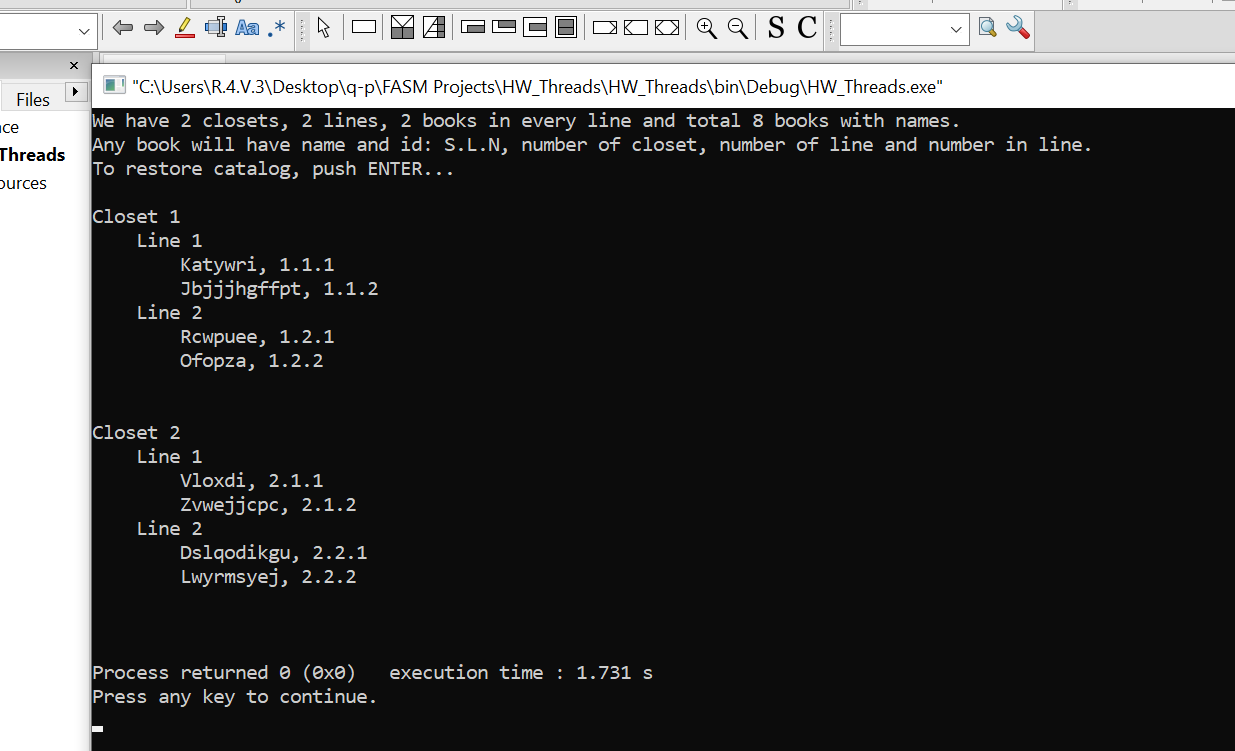 Aa
.*
S C
Files
"C:\Users\R.4.V.3\Desktop\q-p\FASM Projects\HW_Threads\HW_Threads\bin\Debug\HW_Threads.exe"
ce
Threads
ources
We have 2 closets, 2 lines, 2 books in every line and total 8 books with names.
Any book will have name and id: S.L.N, number of closet, number of line and number in line.
To restore catalog, push ENTER...
Closet 1
Line 1
Katywri, 1.1.1
Jbjjjhgffpt, 1.1.2
Line 2
Rcwpuee, 1.2.1
Ofopza, 1.2.2
Closet 2
Line 1
Vloxdi, 2.1.1
Zvwejjcpc, 2.1.2
Line 2
Dslqodikgu, 2.2.1
Lwyrmsyej, 2.2.2
Process returned 0 (0x0)   execution time : 1.731 s
Press any key to continue.